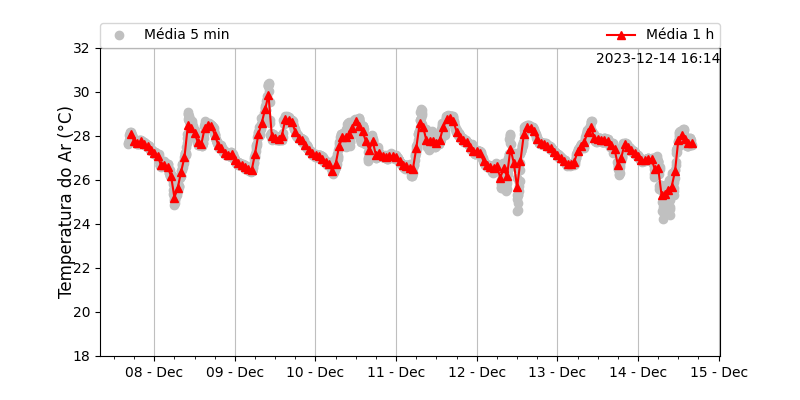 Média 5 min
Média 1 h
2023-12-14 16:14
Temperatura do Ar (°C)
32
30
28
26
24
22
20
18
08 - Dec
09 - Dec
10 - Dec
11 - Dec
12 - Dec
13 - Dec
14 - Dec
15 - Dec